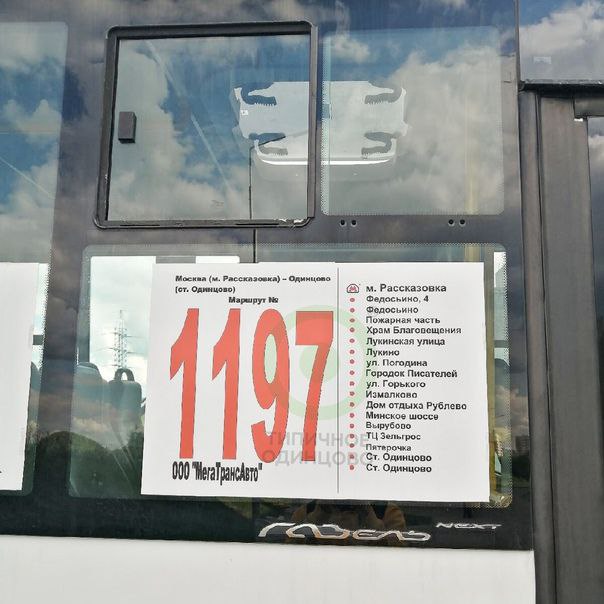 Москва (м. Рассказовка) – Одинцово
(ст. Одинцово)
Маршрут №
1197
ООО "МегаТрансАвто"
м. Рассказовка
Федосьино, 4
Федосьино
Пожарная часть
Храм Благовещения
Лукинская улица
Лукино
ул. Погодина
Городок Писателей
ул. Горького
Измалково
Дом отдыха Рублево
Минское шоссе
Вырубово
ТЦ Зельгрос
Пятерочка
Ст. Одинцово
Ст. Одинцово
ТИПИЧНОЕ
ОДИНЦОВО
ГАЗЕЛЬ NEXT